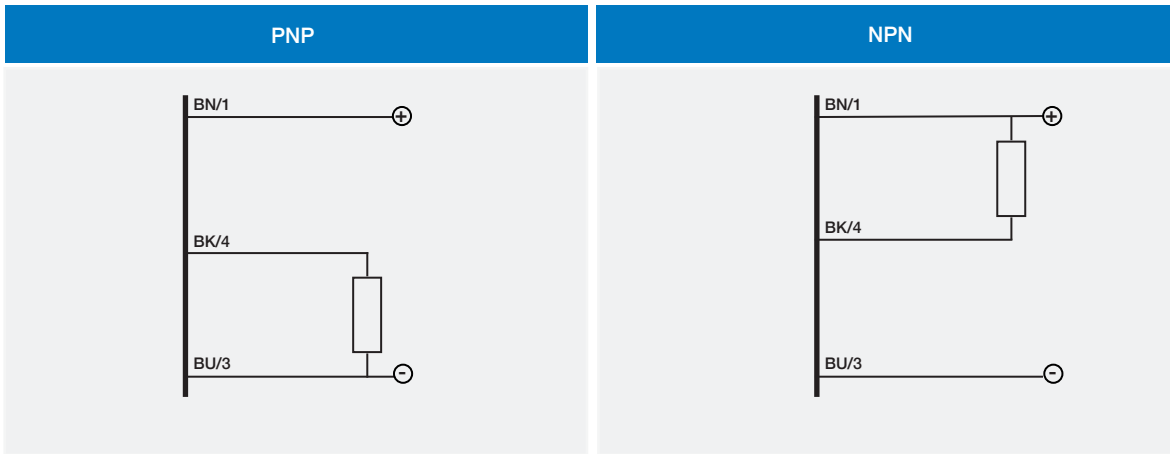 PNP
BN/1
+
BK/4
BU/3
-
NPN
BN/1
+
BK/4
BU/3
-